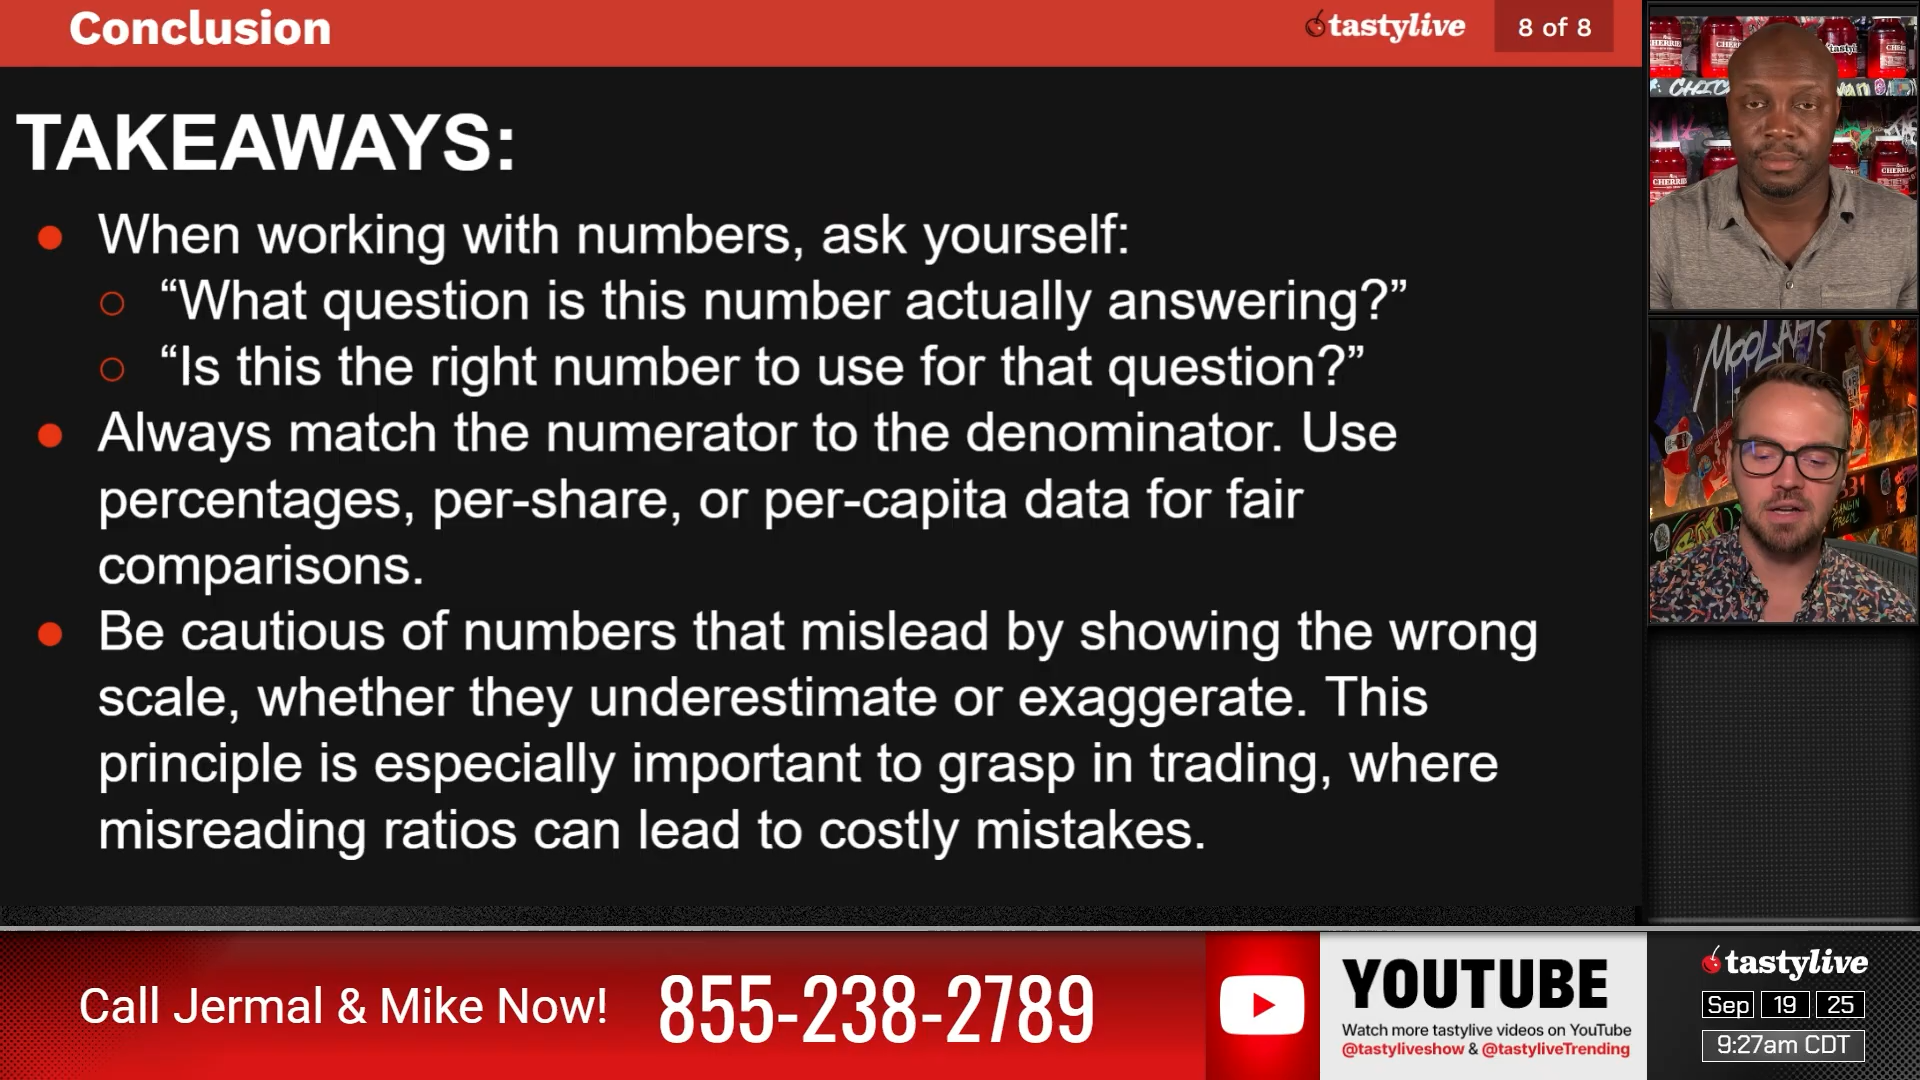 Conclusion
tastylive
8 of 8
TAKEAWAYS:
When working with numbers, ask yourself:
“What question is this number actually answering?”
“Is this the right number to use for that question?”
Always match the numerator to the denominator. Use
percentages, per-share, or per-capita data for fair
comparisons.
Be cautious of numbers that mislead by showing the wrong
scale, whether they underestimate or exaggerate. This
principle is especially important to grasp in trading, where
misreading ratios can lead to costly mistakes.
CHERRIES
CHIC
CHERRIE
MOOLAHS
Call Jermal & Mike Now!
855-238-2789
YOUTUBE
Watch more tastylive videos on YouTube
@tastyliveshow & @tastyliveTrending
tastylive
Sep 19 25
9:27am CDT